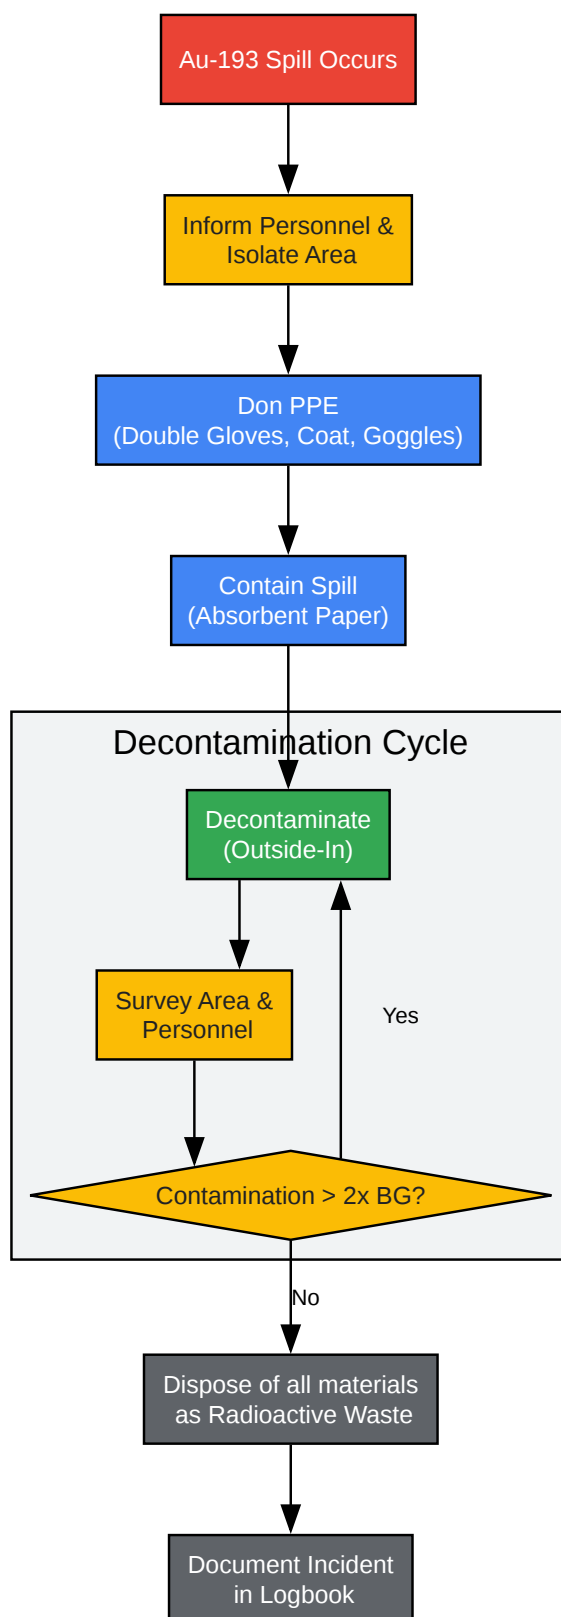 Au-193 Spill Occurs
Inform Personnel &
Isolate Area
Don PPE
(Double Gloves, Coat, Goggles)
Contain Spill
(Absorbent Paper)
Decontamination Cycle
Decontaminate
(Outside-In)
Survey Area &
Personnel
Yes
Contamination > 2x BG?
No
Dispose of all materials
as Radioactive Waste
Document Incident
in Logbook